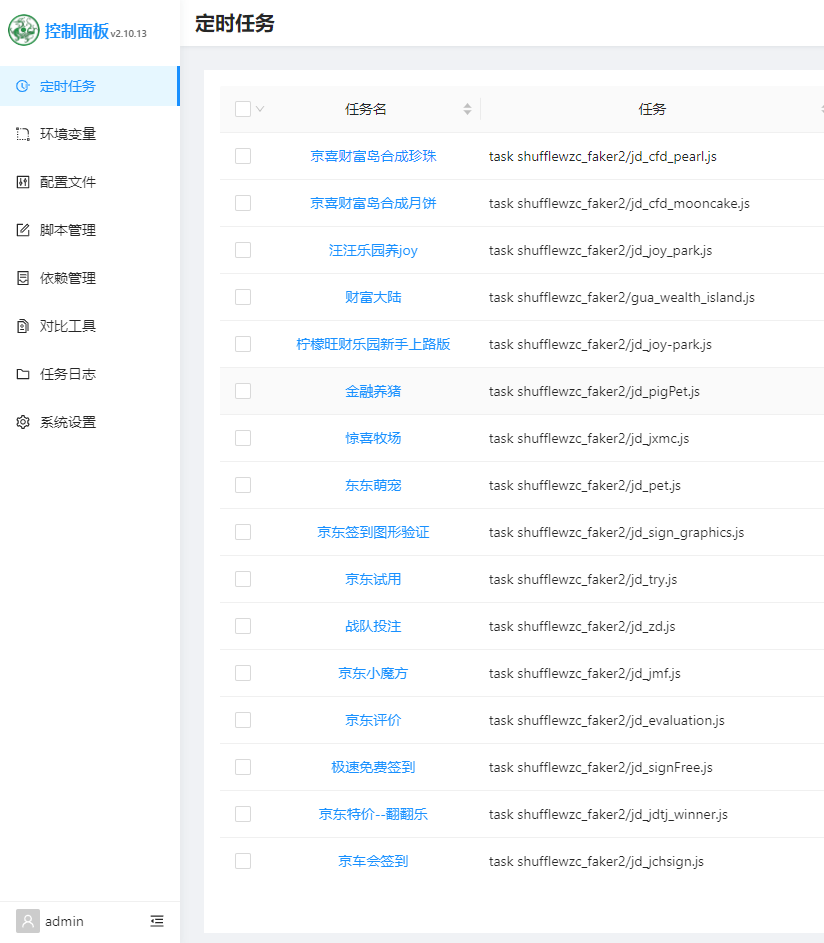 控制面板 v2.10.13
定时任务
环境变量
配置文件
脚本管理
依赖管理
对比工具
任务日志
系统设置
admin
定时任务
任务名 任务
京喜财富岛合成珍珠 task shufflewzc_faker2/jd_cfd_pearl.js
京喜财富岛合成月饼 task shufflewzc_faker2/jd_cfd_mooncake.js
汪汪乐园养joy task shufflewzc_faker2/jd_joy_park.js
财富大陆 task shufflewzc_faker2/gua_wealth_island.js
柠檬旺财乐园新手上路版 task shufflewzc_faker2/jd_joy-park.js
金融养猪 task shufflewzc_faker2/jd_pigPet.js
惊喜牧场 task shufflewzc_faker2/jd_jxmc.js
东东萌宠 task shufflewzc_faker2/jd_pet.js
京东签到图形验证 task shufflewzc_faker2/jd_sign_graphics.js
京东试用 task shufflewzc_faker2/jd_try.js
战队投注 task shufflewzc_faker2/jd_zd.js
京东小魔方 task shufflewzc_faker2/jd_jmf.js
京东评价 task shufflewzc_faker2/jd_evaluation.js
极速免费签到 task shufflewzc_faker2/jd_signFree.js
京东特价--翻翻乐 task shufflewzc_faker2/jd_jdtj_winner.js
京车会签到 task shufflewzc_faker2/jd_jchsign.js